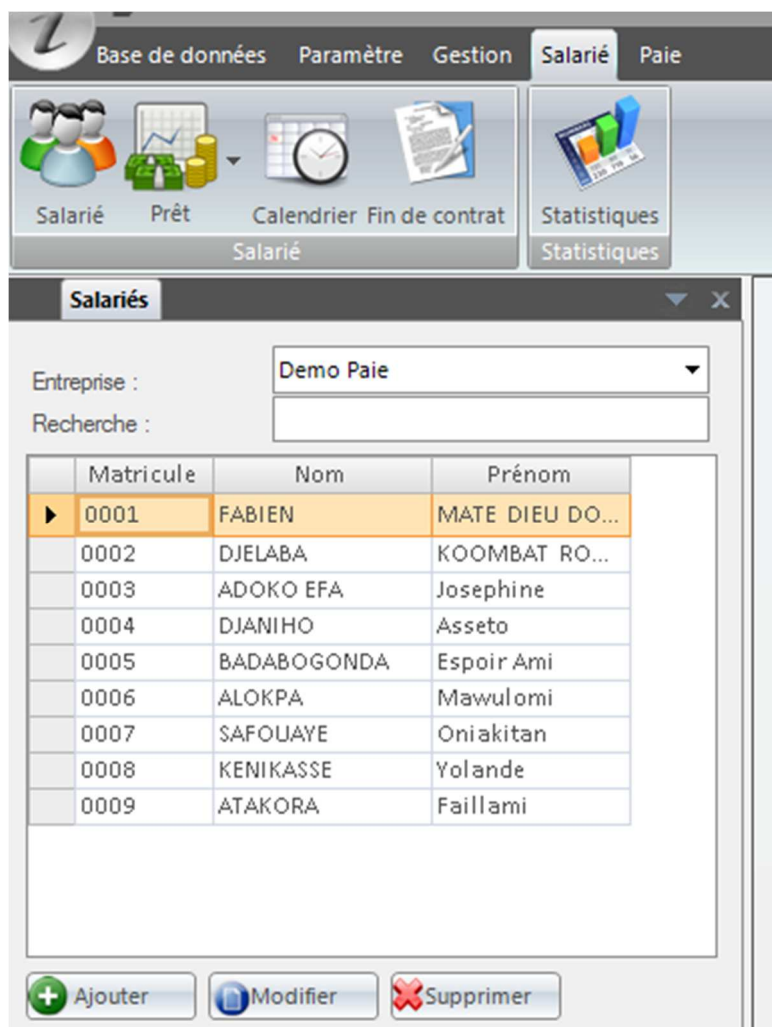 Base de données Paramètre Gestion Salarié Paie
Salarié Prêt Calendrier Fin de contrat Statistiques
Salarié Statistiques
Salariés
Entreprise : Demo Paie
Recherche :
Matricule Nom Prénom
0001 FABIEN MATE DIEU DO...
0002 DJELABA KOOMBAT RO...
0003 ADOKO EFA Josephine
0004 DJANIHO Asseto
0005 BADABOGONDA Espoir Ami
0006 ALOKPA Mawulomi
0007 SAFOUAYE Oniakitan
0008 KENIKASSE Yolande
0009 ATAKORA Faillami
Ajouter Modifier Supprimer